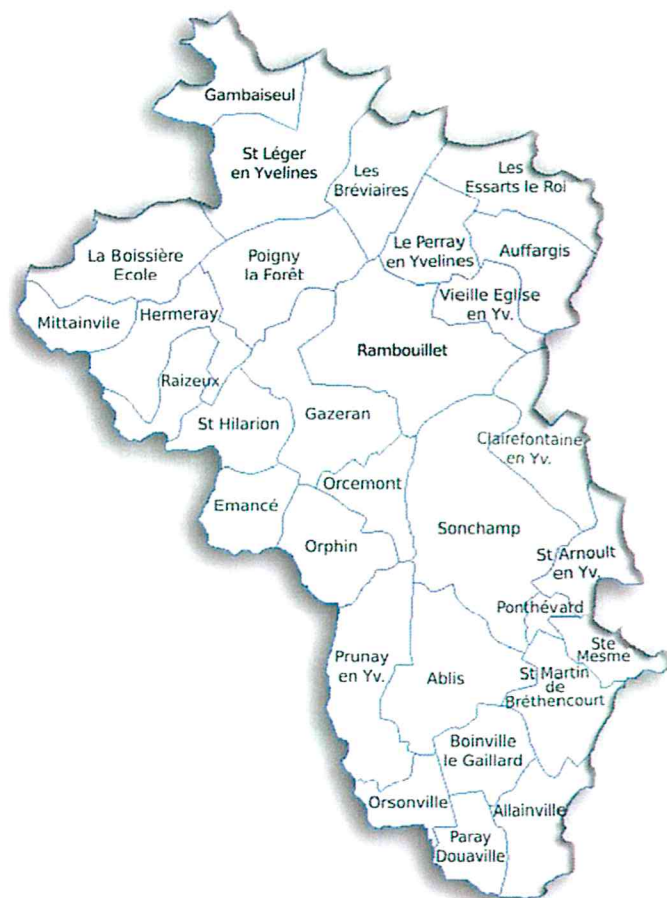 Gambaiseul
St Léger
en Yvelines
Les
Bréviaires
Les
Essarts le Roi
La Boissière
Ecole
Poigny
la Forêt
Le Perray
en Yvelines
Auffargis
Mittainville
Hermeray
Vieille Eglise
en Yv.
Rambouillet
Raizeux
St Hilarion
Gazeran
Clairefontaine
en Yv.
Emancé
Orcemont
Sonchamp
Orphin
St Arnoult
en Yv.
Ponthévard
Ste
Mesme
Prunay
en Yv.
Ablis
St Martin
de
Bréthencourt
Boinville
le Gaillard
Orsonville
Allainville
Paray
Douaville